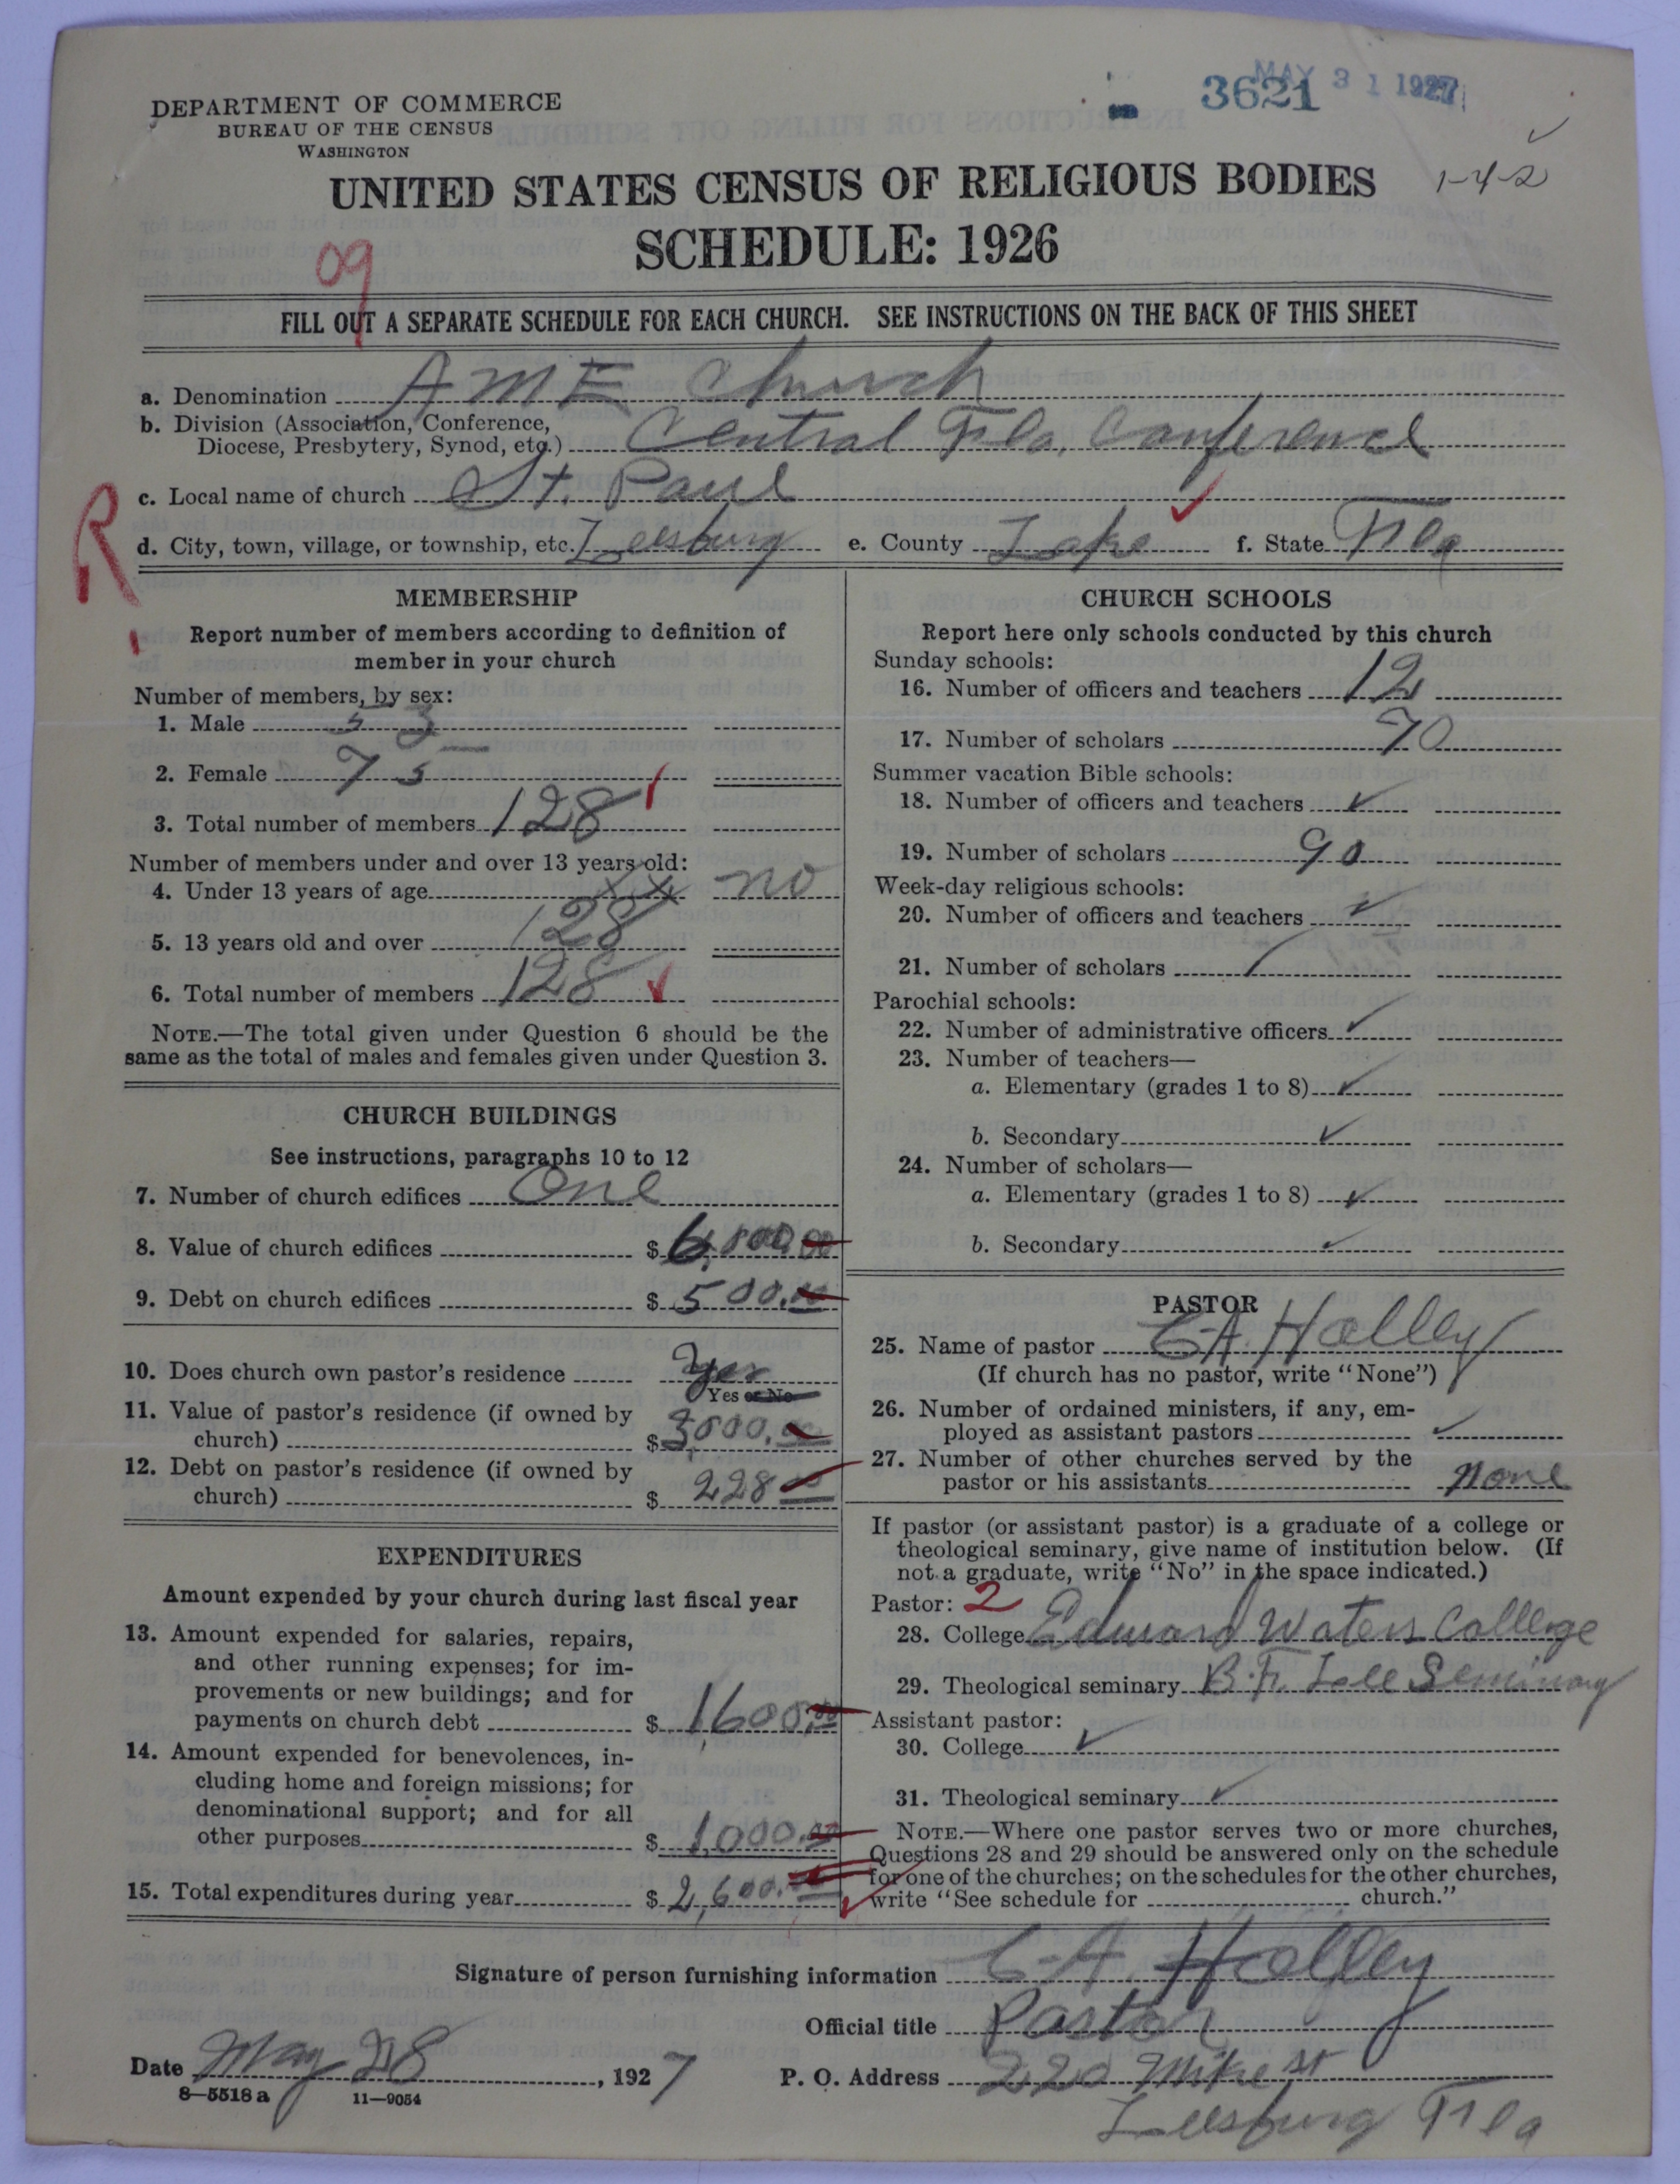 MAY 31 1927
3621
DEPARTMENT OF COMMERCE
BUREAU OF THE CENSUS
WASHINGTON
1-4-2
UNITED STATES CENSUS OF RELIGIOUS BODIES
SCHEDULE: 1926
09
FILL OUT A SEPARATE SCHEDULE FOR EACH CHURCH. SEE INSTRUCTIONS ON THE BACK OF THIS SHEET
a. Denomination A M E Church
b. Division (Association, Conference,
Diocese, Presbytery, Synod, etc.) Central Fla. Conference
c. Local name of church St. Paul
R
d. City, town, village, or township, etc. Leesburg e. County Lake f. State Fla
MEMBERSHIP
Report number of members according to definition of
member in your church
Number of members, by sex:
1. Male 53
2. Female 75
3. Total number of members 128
Number of members under and over 13 years old:
4. Under 13 years of age xx no
5. 13 years old and over 128
6. Total number of members 128
NOTE.—The total given under Question 6 should be the
same as the total of males and females given under Question 3.
CHURCH BUILDINGS
See instructions, paragraphs 10 to 12
7. Number of church edifices One
8. Value of church edifices $ 6,800.00
9. Debt on church edifices $ 500.00
10. Does church own pastor's residence Yes
Yes or No
11. Value of pastor's residence (if owned by
church) $ 3,000.00
12. Debt on pastor's residence (if owned by
church) $ 228 00
EXPENDITURES
Amount expended by your church during last fiscal year
13. Amount expended for salaries, repairs,
and other running expenses; for im-
provements or new buildings; and for
payments on church debt $ 1,600.00
14. Amount expended for benevolences, in-
cluding home and foreign missions; for
denominational support; and for all
other purposes $ 1,000.00
15. Total expenditures during year $ 2,600.00
CHURCH SCHOOLS
Report here only schools conducted by this church
Sunday schools:
16. Number of officers and teachers 12
17. Number of scholars 70
Summer vacation Bible schools:
18. Number of officers and teachers ✓
19. Number of scholars 90
Week-day religious schools:
20. Number of officers and teachers ✓
21. Number of scholars
Parochial schools:
22. Number of administrative officers ✓
23. Number of teachers—
a. Elementary (grades 1 to 8) ✓
b. Secondary ✓
24. Number of scholars—
a. Elementary (grades 1 to 8) ✓
b. Secondary ✓
PASTOR
25. Name of pastor C. A. Holley
(If church has no pastor, write "None")
26. Number of ordained ministers, if any, em-
ployed as assistant pastors ✓
27. Number of other churches served by the
pastor or his assistants None
If pastor (or assistant pastor) is a graduate of a college or
theological seminary, give name of institution below. (If
not a graduate, write "No" in the space indicated.)
Pastor: 2
28. College Edward Waters College
29. Theological seminary B. F. Lee Seminary
Assistant pastor:
30. College ✓
31. Theological seminary ✓
NOTE.—Where one pastor serves two or more churches,
Questions 28 and 29 should be answered only on the schedule
for one of the churches; on the schedules for the other churches,
write "See schedule for church."
Signature of person furnishing information C. A. Holley
Official title Pastor
Date May 28, 1927 P. O. Address 220 Mike St
8—5518 a 11—9054
Leesburg Fla